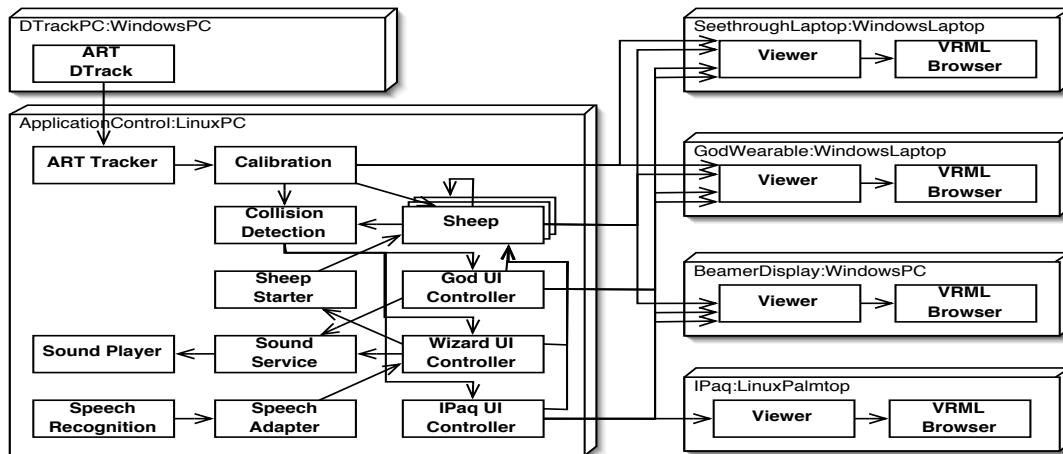 DTrackPC:WindowsPC
ART
DTrack
ApplicationControl:LinuxPC
ART Tracker
Calibration
Collision
Detection
Sheep
Sheep
Starter
God UI
Controller
Sound Player
Sound
Service
Wizard UI
Controller
Speech
Recognition
Speech
Adapter
IPaq UI
Controller
SeethroughLaptop:WindowsLaptop
Viewer
VRML
Browser
GodWearable:WindowsLaptop
Viewer
VRML
Browser
BeamerDisplay:WindowsPC
Viewer
VRML
Browser
IPaq:LinuxPalmtop
Viewer
VRML
Browser